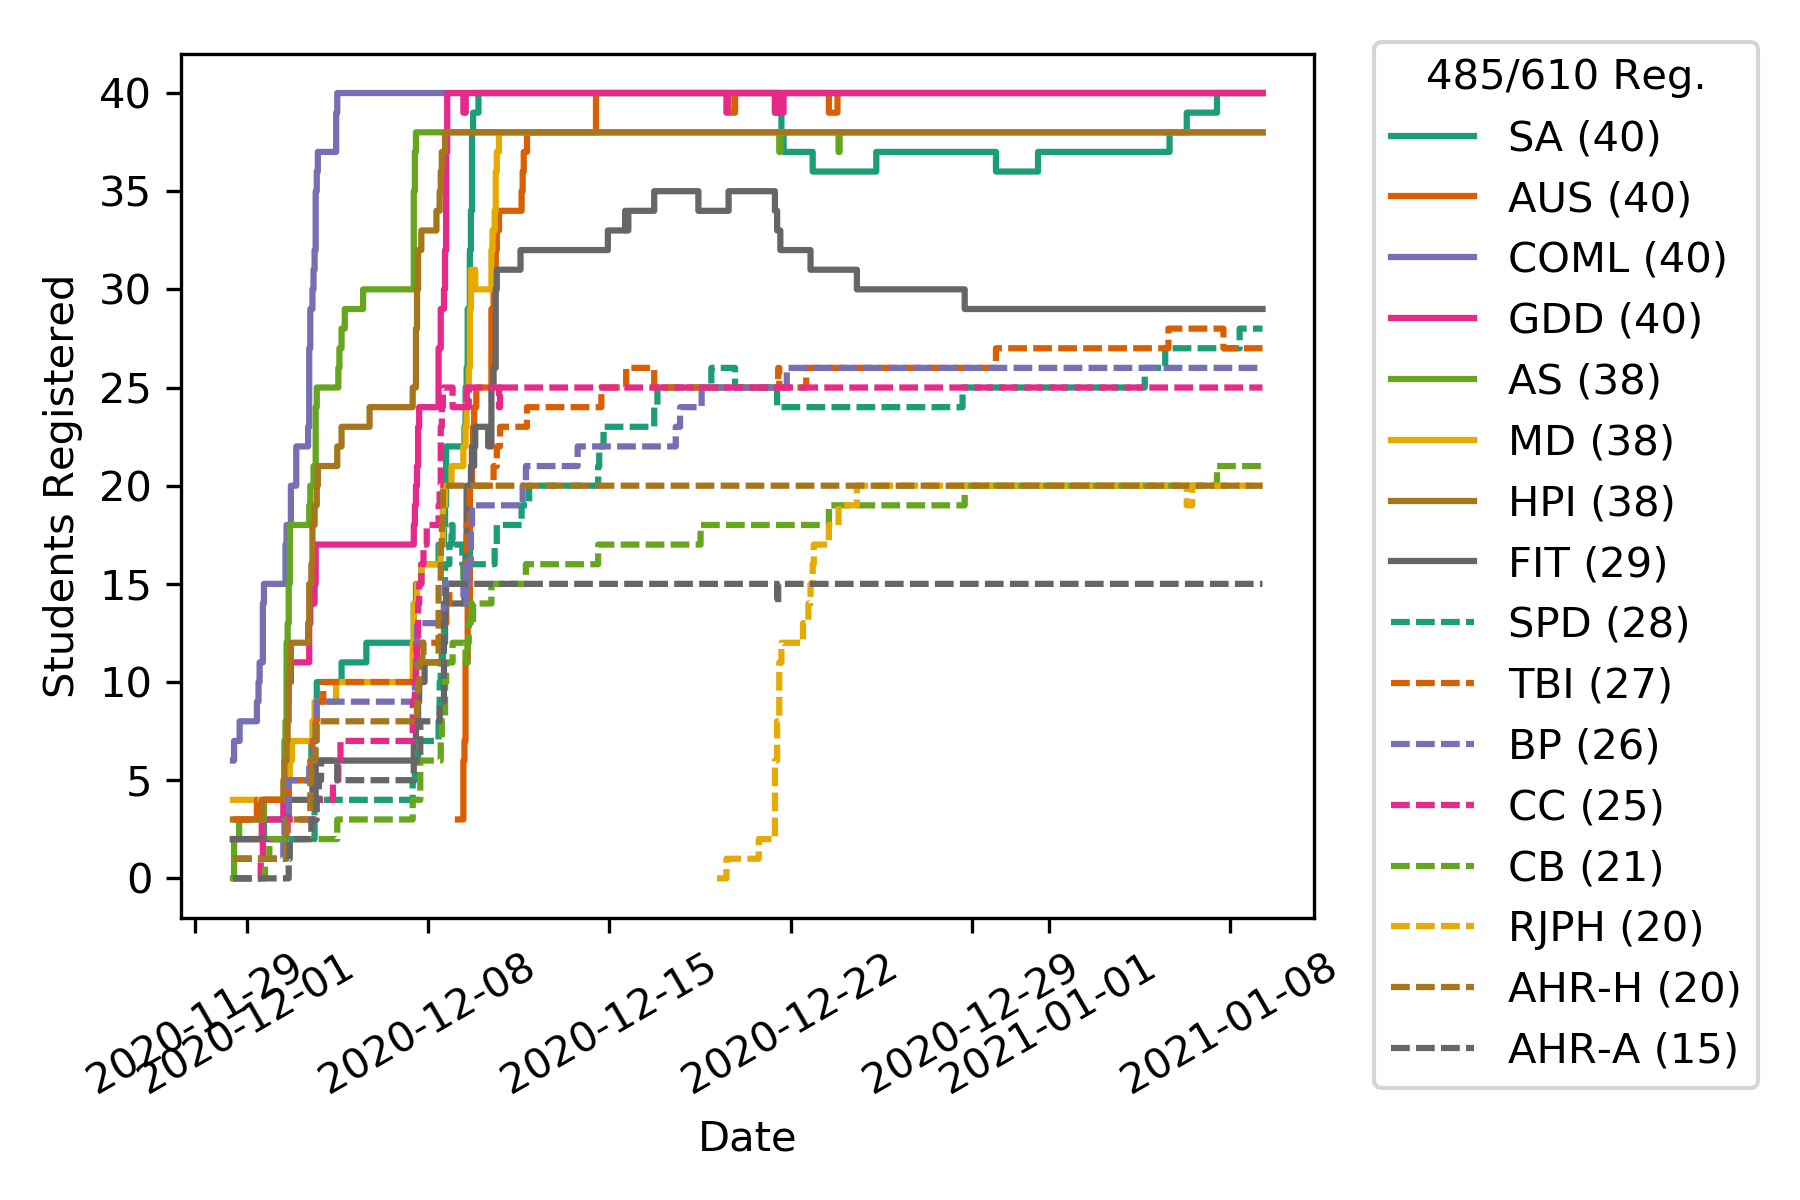 40
35
30
25
20
15
10
5
0
Students Registered
2020-11-29
2020-12-01
2020-12-08
2020-12-15
2020-12-22
2020-12-29
2021-01-01
2021-01-08
Date
485/610 Reg.
SA (40)
AUS (40)
COML (40)
GDD (40)
AS (38)
MD (38)
HPI (38)
FIT (29)
SPD (28)
TBI (27)
BP (26)
CC (25)
CB (21)
RJPH (20)
AHR-H (20)
AHR-A (15)